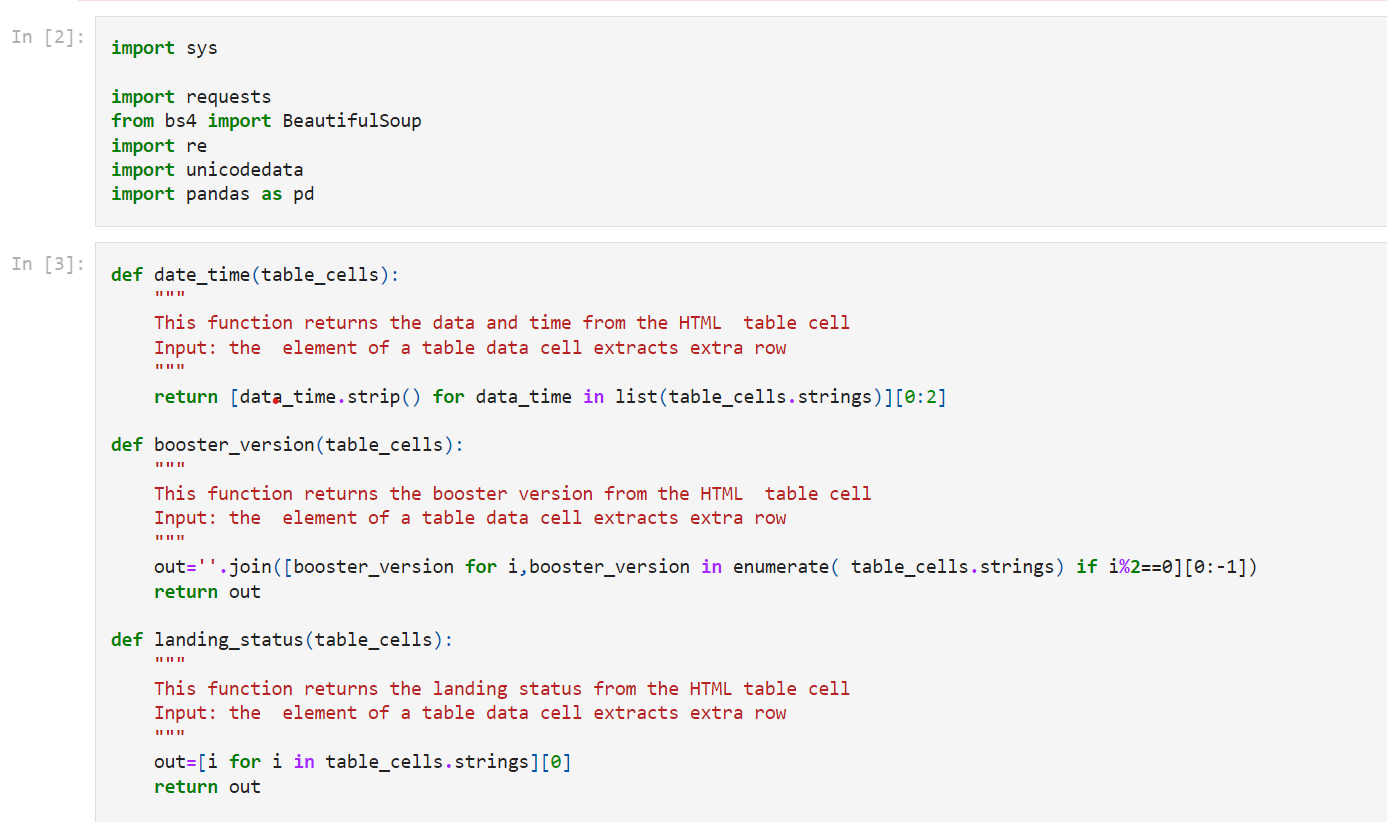 In [2]:
import sys
import requests
from bs4 import BeautifulSoup
import re
import unicodedata
import pandas as pd
In [3]:
def date_time(table_cells):
    """
    This function returns the data and time from the HTML  table cell
    Input: the  element of a table data cell extracts extra row
    """
    return [data_time.strip() for data_time in list(table_cells.strings)][0:2]
def booster_version(table_cells):
    """
    This function returns the booster version from the HTML  table cell
    Input: the  element of a table data cell extracts extra row
    """
    out=''.join([booster_version for i,booster_version in enumerate( table_cells.strings) if i%2==0][0:-1])
    return out
def landing_status(table_cells):
    """
    This function returns the landing status from the HTML table cell
    Input: the  element of a table data cell extracts extra row
    """
    out=[i for i in table_cells.strings][0]
    return out